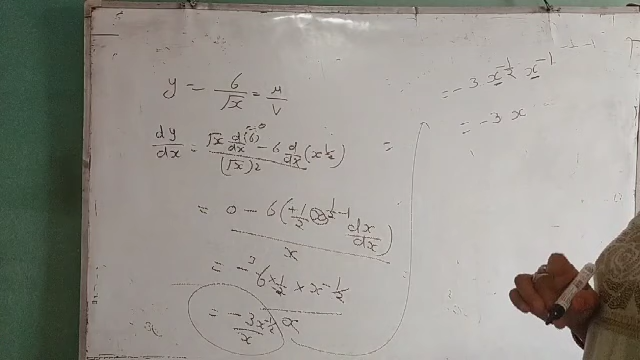 y = 6/√x = u/v
dy/dx = (√x d/dx (6) - 6 d/dx (x^1/2)) / (√x)2 =
= (0 - 6(+1/2 x^1/2-1 dx/dx)) / x
= (- 6 × 1/2 × x^-1/2) / x
= - 3x^-1/2 / x
= -3 x^-1/2 x^-1
= -3 x